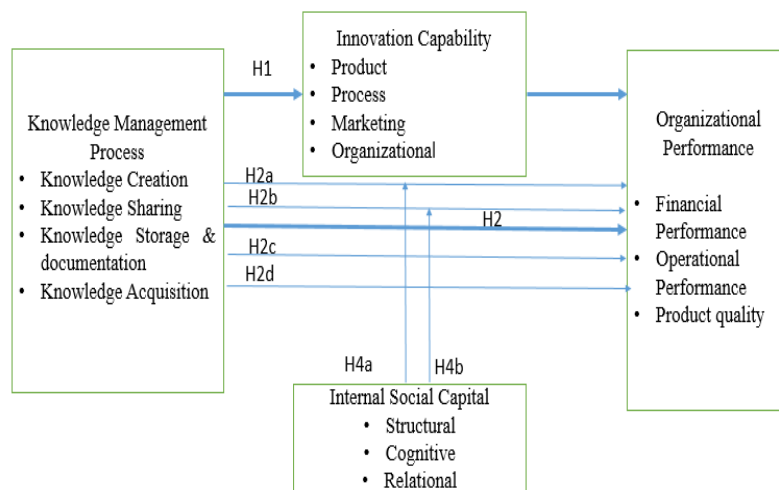 Knowledge Management
Process
• Knowledge Creation
• Knowledge Sharing
• Knowledge Storage &
documentation
• Knowledge Acquisition
H1
Innovation Capability
• Product
• Process
• Marketing
• Organizational
H2a
H2b
H2
H2c
H2d
H4a
H4b
Internal Social Capital
• Structural
• Cognitive
• Relational
Organizational
Performance
• Financial
Performance
• Operational
Performance
• Product quality